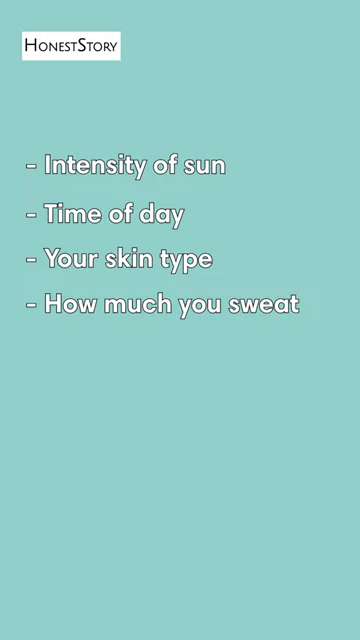 HonestStory
- Intensity of sun
- Time of day
- Your skin type
- How much you sweat